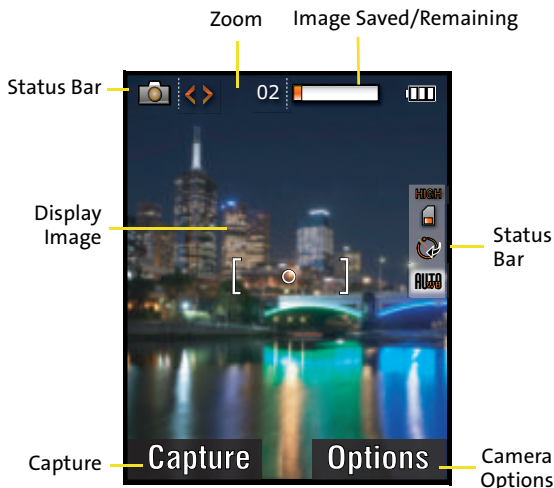 Zoom
Image Saved/Remaining
Status Bar
02
Display
Image
HIGH
Status
Bar
AUTO
Capture
Capture
Options
Camera
Options